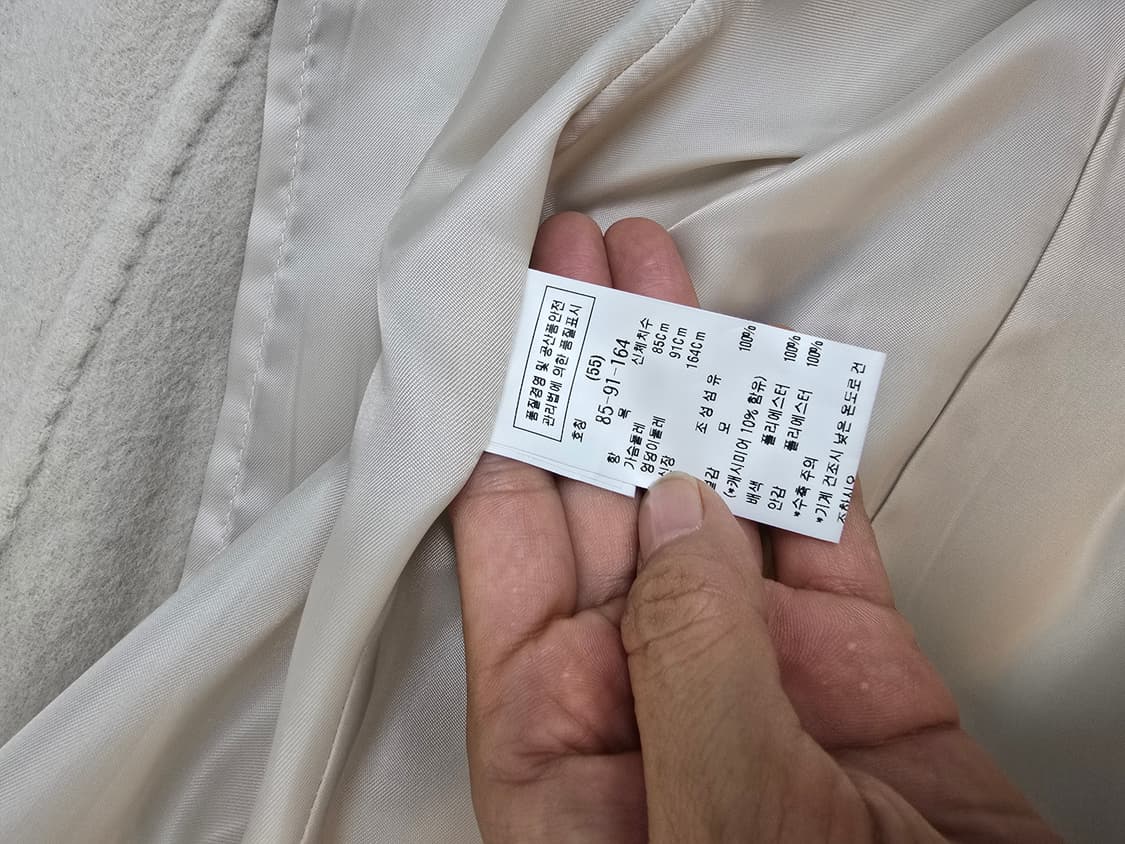 품질경영 및 공산품안전
관리법에 의한 품질표시
호칭 (55)
85-91-164
항 목 신체치수
가슴둘레 85Cm
엉덩이둘레 91Cm
신장 164Cm
조성섬유
겉감 모 100%
(*캐시미어 10% 함유)
배색 폴리에스터 100%
안감 폴리에스터 100%
*수축 주의
*기계 건조시 낮은 온도로 건
조하시오